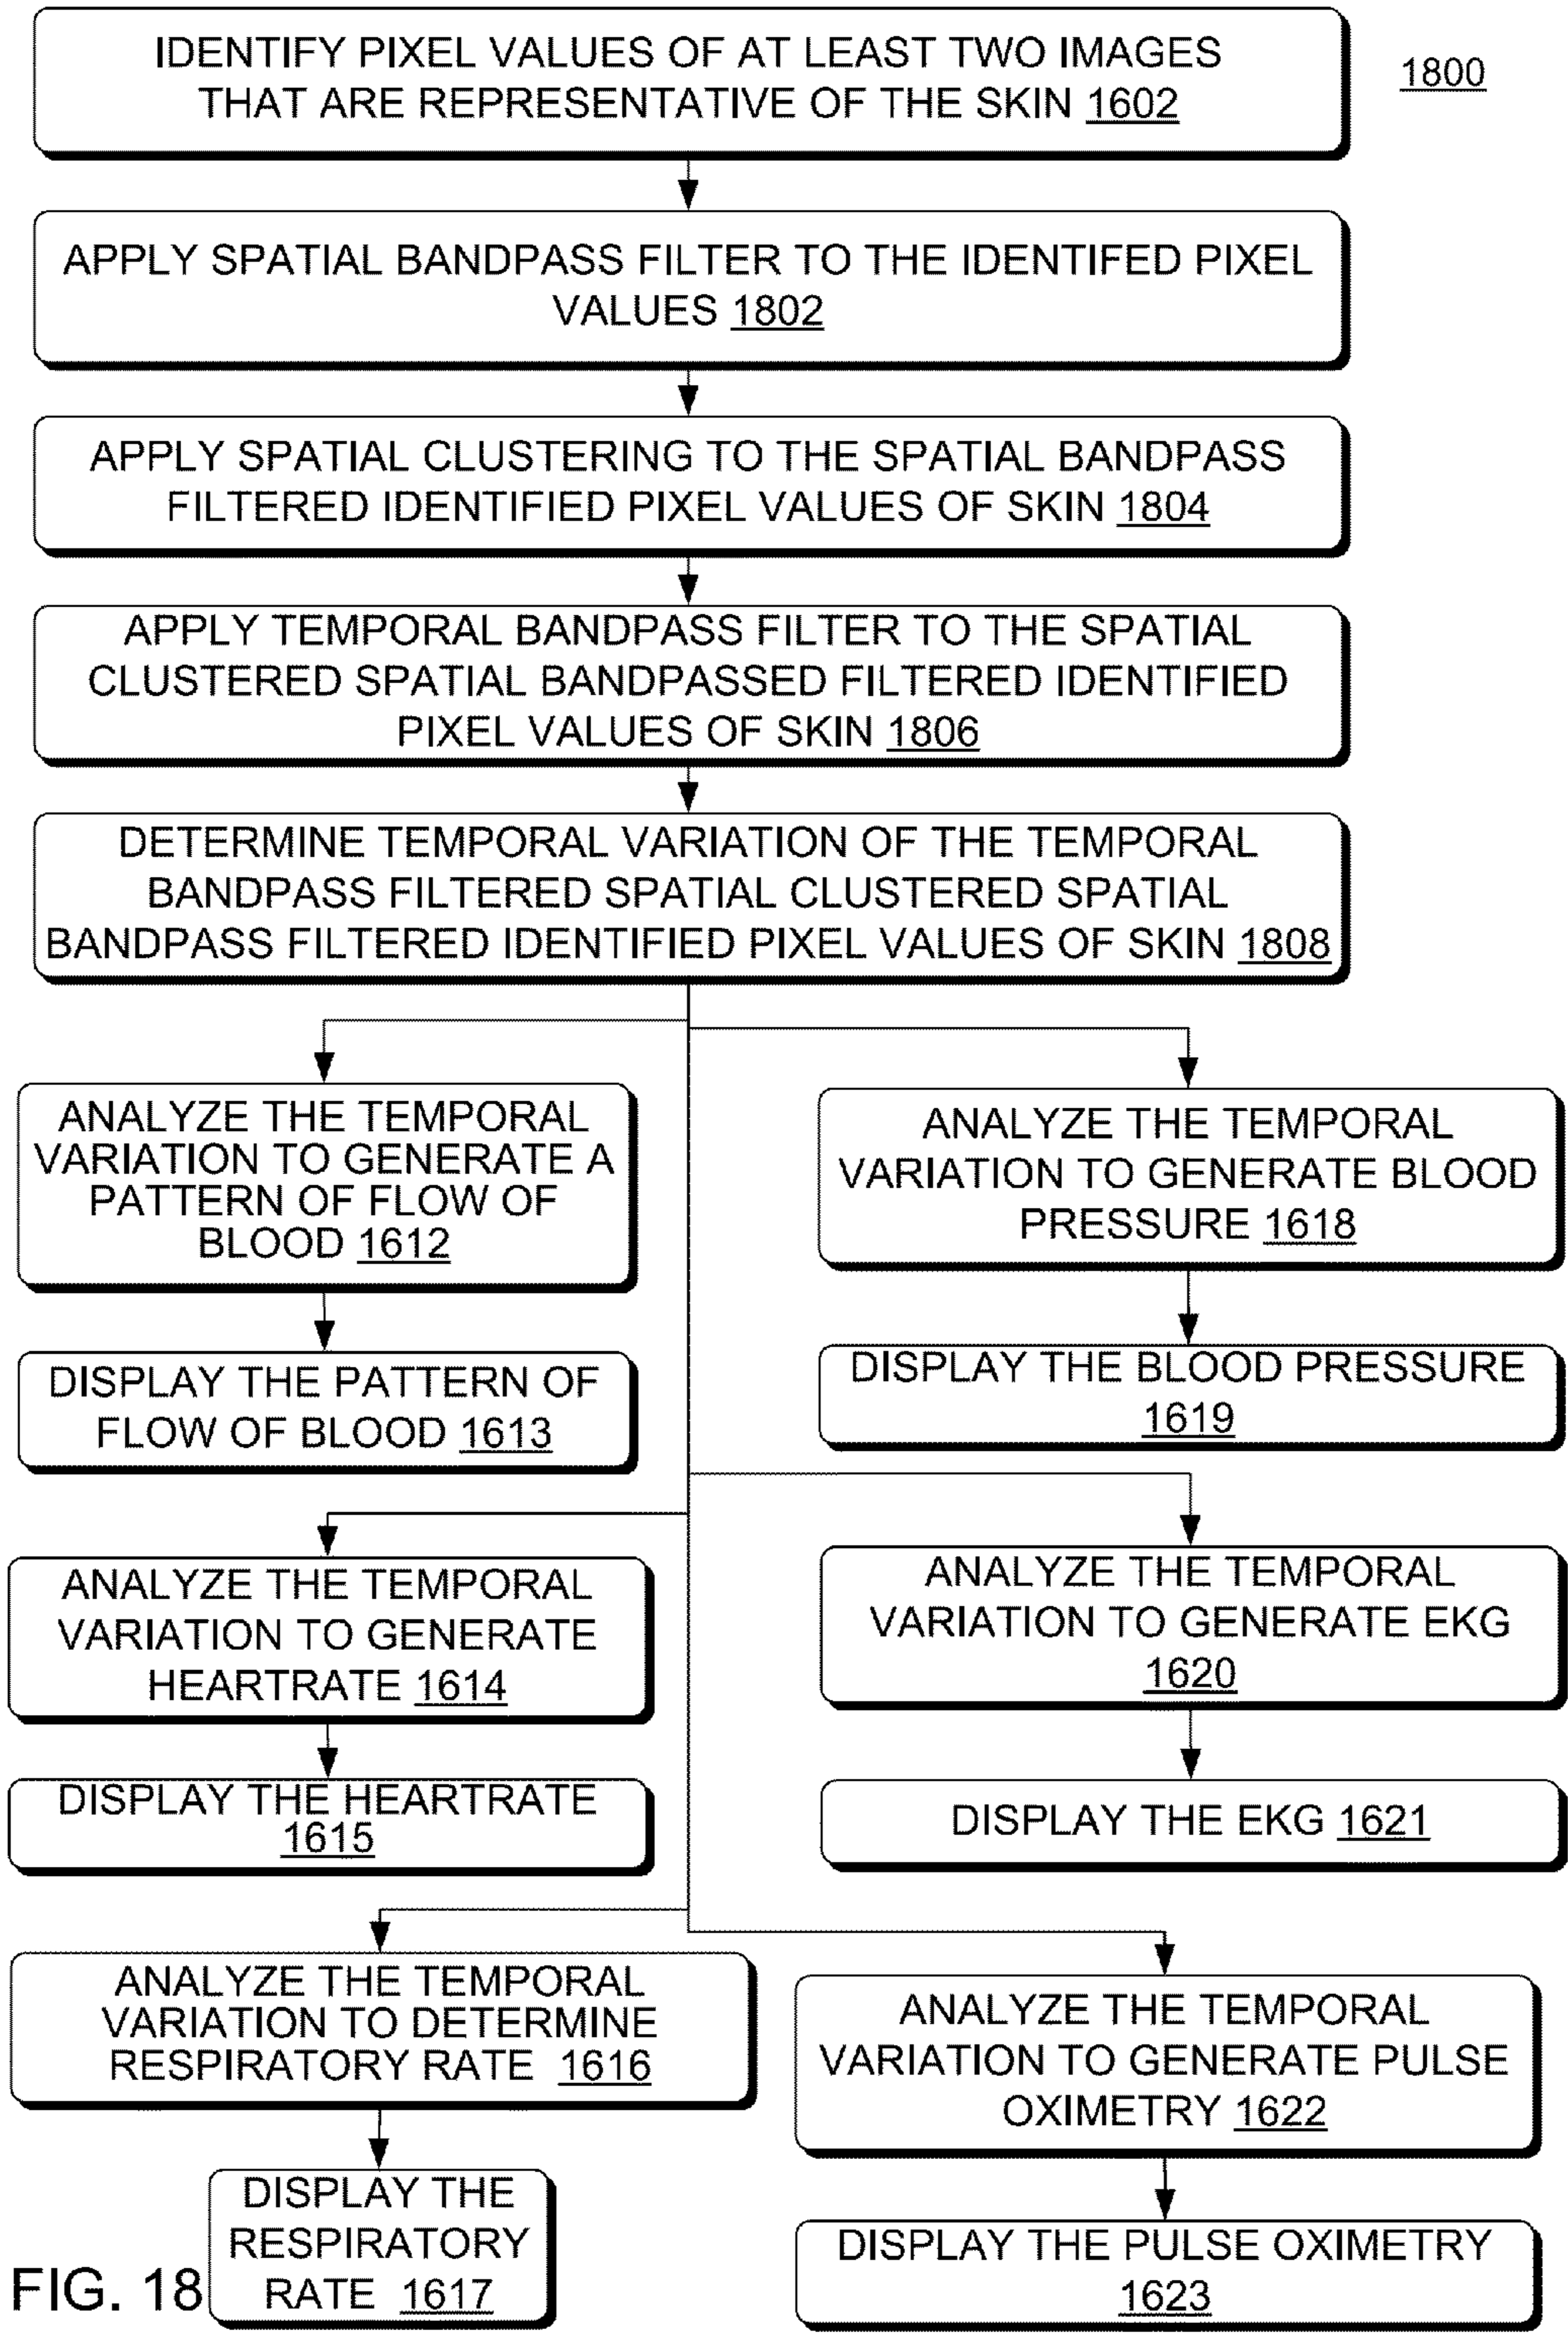 IDENTIFY PIXEL VALUES OF AT LEAST TWO IMAGES
THAT ARE REPRESENTATIVE OF THE SKIN 1602
1800
APPLY SPATIAL BANDPASS FILTER TO THE IDENTIFED PIXEL
VALUES 1802
APPLY SPATIAL CLUSTERING TO THE SPATIAL BANDPASS
FILTERED IDENTIFIED PIXEL VALUES OF SKIN 1804
APPLY TEMPORAL BANDPASS FILTER TO THE SPATIAL
CLUSTERED SPATIAL BANDPASSED FILTERED IDENTIFIED
PIXEL VALUES OF SKIN 1806
DETERMINE TEMPORAL VARIATION OF THE TEMPORAL
BANDPASS FILTERED SPATIAL CLUSTERED SPATIAL
BANDPASS FILTERED IDENTIFIED PIXEL VALUES OF SKIN 1808
ANALYZE THE TEMPORAL
VARIATION TO GENERATE A
PATTERN OF FLOW OF
BLOOD 1612
ANALYZE THE TEMPORAL
VARIATION TO GENERATE BLOOD
PRESSURE 1618
DISPLAY THE PATTERN OF
FLOW OF BLOOD 1613
DISPLAY THE BLOOD PRESSURE
1619
ANALYZE THE TEMPORAL
VARIATION TO GENERATE
HEARTRATE 1614
ANALYZE THE TEMPORAL
VARIATION TO GENERATE EKG
1620
DISPLAY THE HEARTRATE
1615
DISPLAY THE EKG 1621
ANALYZE THE TEMPORAL
VARIATION TO DETERMINE
RESPIRATORY RATE 1616
ANALYZE THE TEMPORAL
VARIATION TO GENERATE PULSE
OXIMETRY 1622
DISPLAY THE
RESPIRATORY
RATE 1617
DISPLAY THE PULSE OXIMETRY
1623
FIG. 18